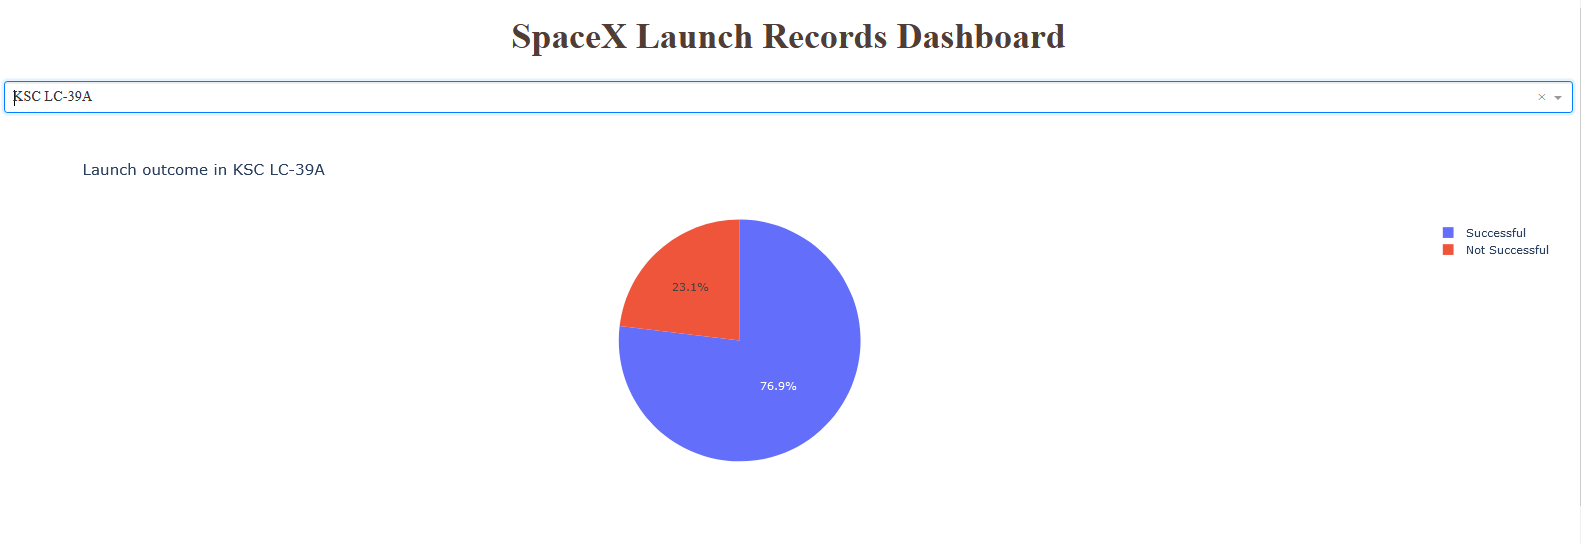 SpaceX Launch Records Dashboard
KSC LC-39A
Launch outcome in KSC LC-39A
Successful
Not Successful
23.1%
76.9%